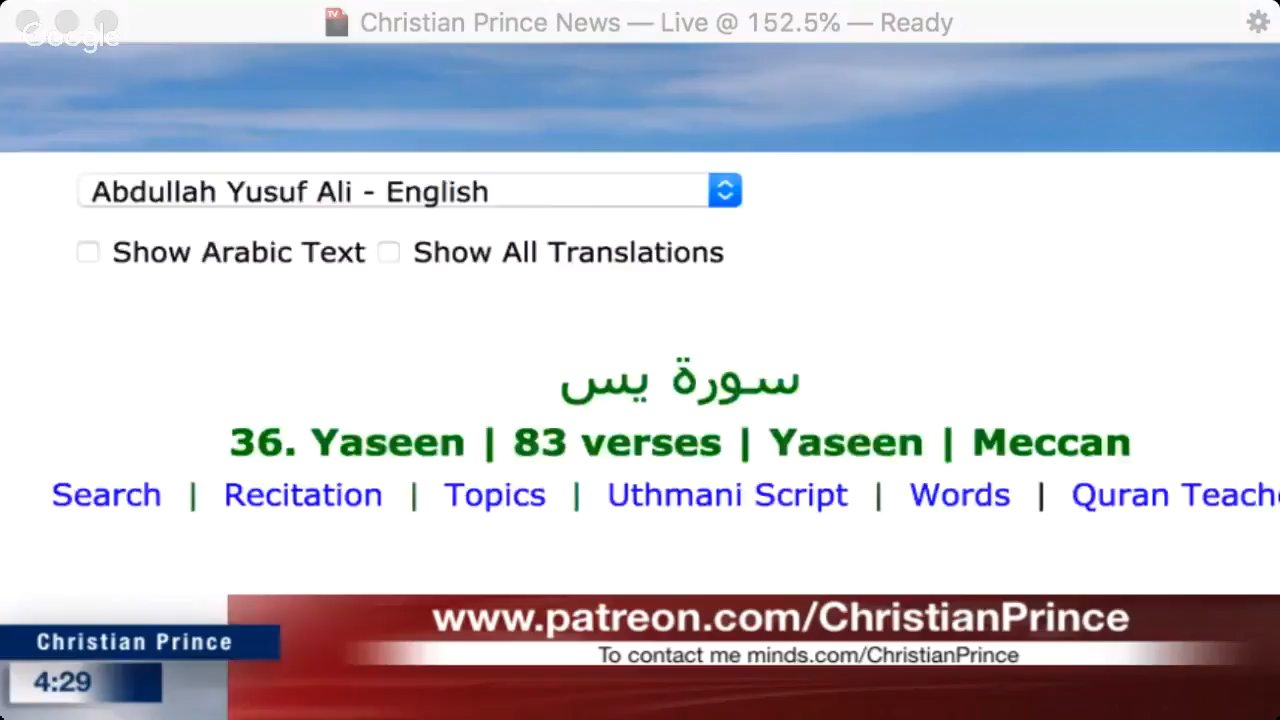 Christian Prince News — Live @ 152.5% — Ready
Google
Abdullah Yusuf Ali - English
Show Arabic Text Show All Translations
سورة يس
36. Yaseen | 83 verses | Yaseen | Meccan
Search | Recitation | Topics | Uthmani Script | Words | Quran Teache
www.patreon.com/ChristianPrince
To contact me minds.com/ChristianPrince
Christian Prince
4:29